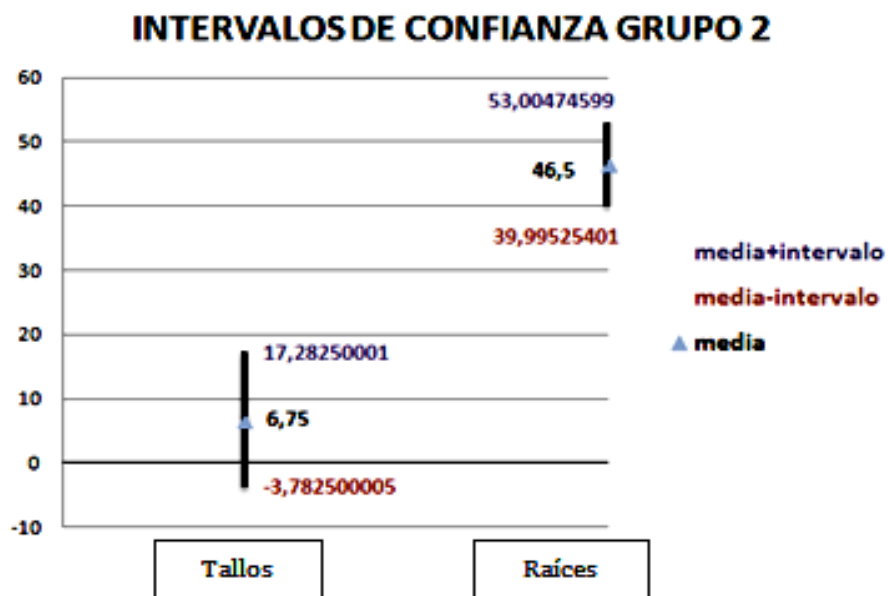 INTERVALOS DE CONFIANZA GRUPO 2
60
53,00474599
50
46,5
40
39,99525401
media+intervalo
30
media-intervalo
20
17,28250001
media
10
6,75
0
-3,782500005
-10
Tallos
Raíces